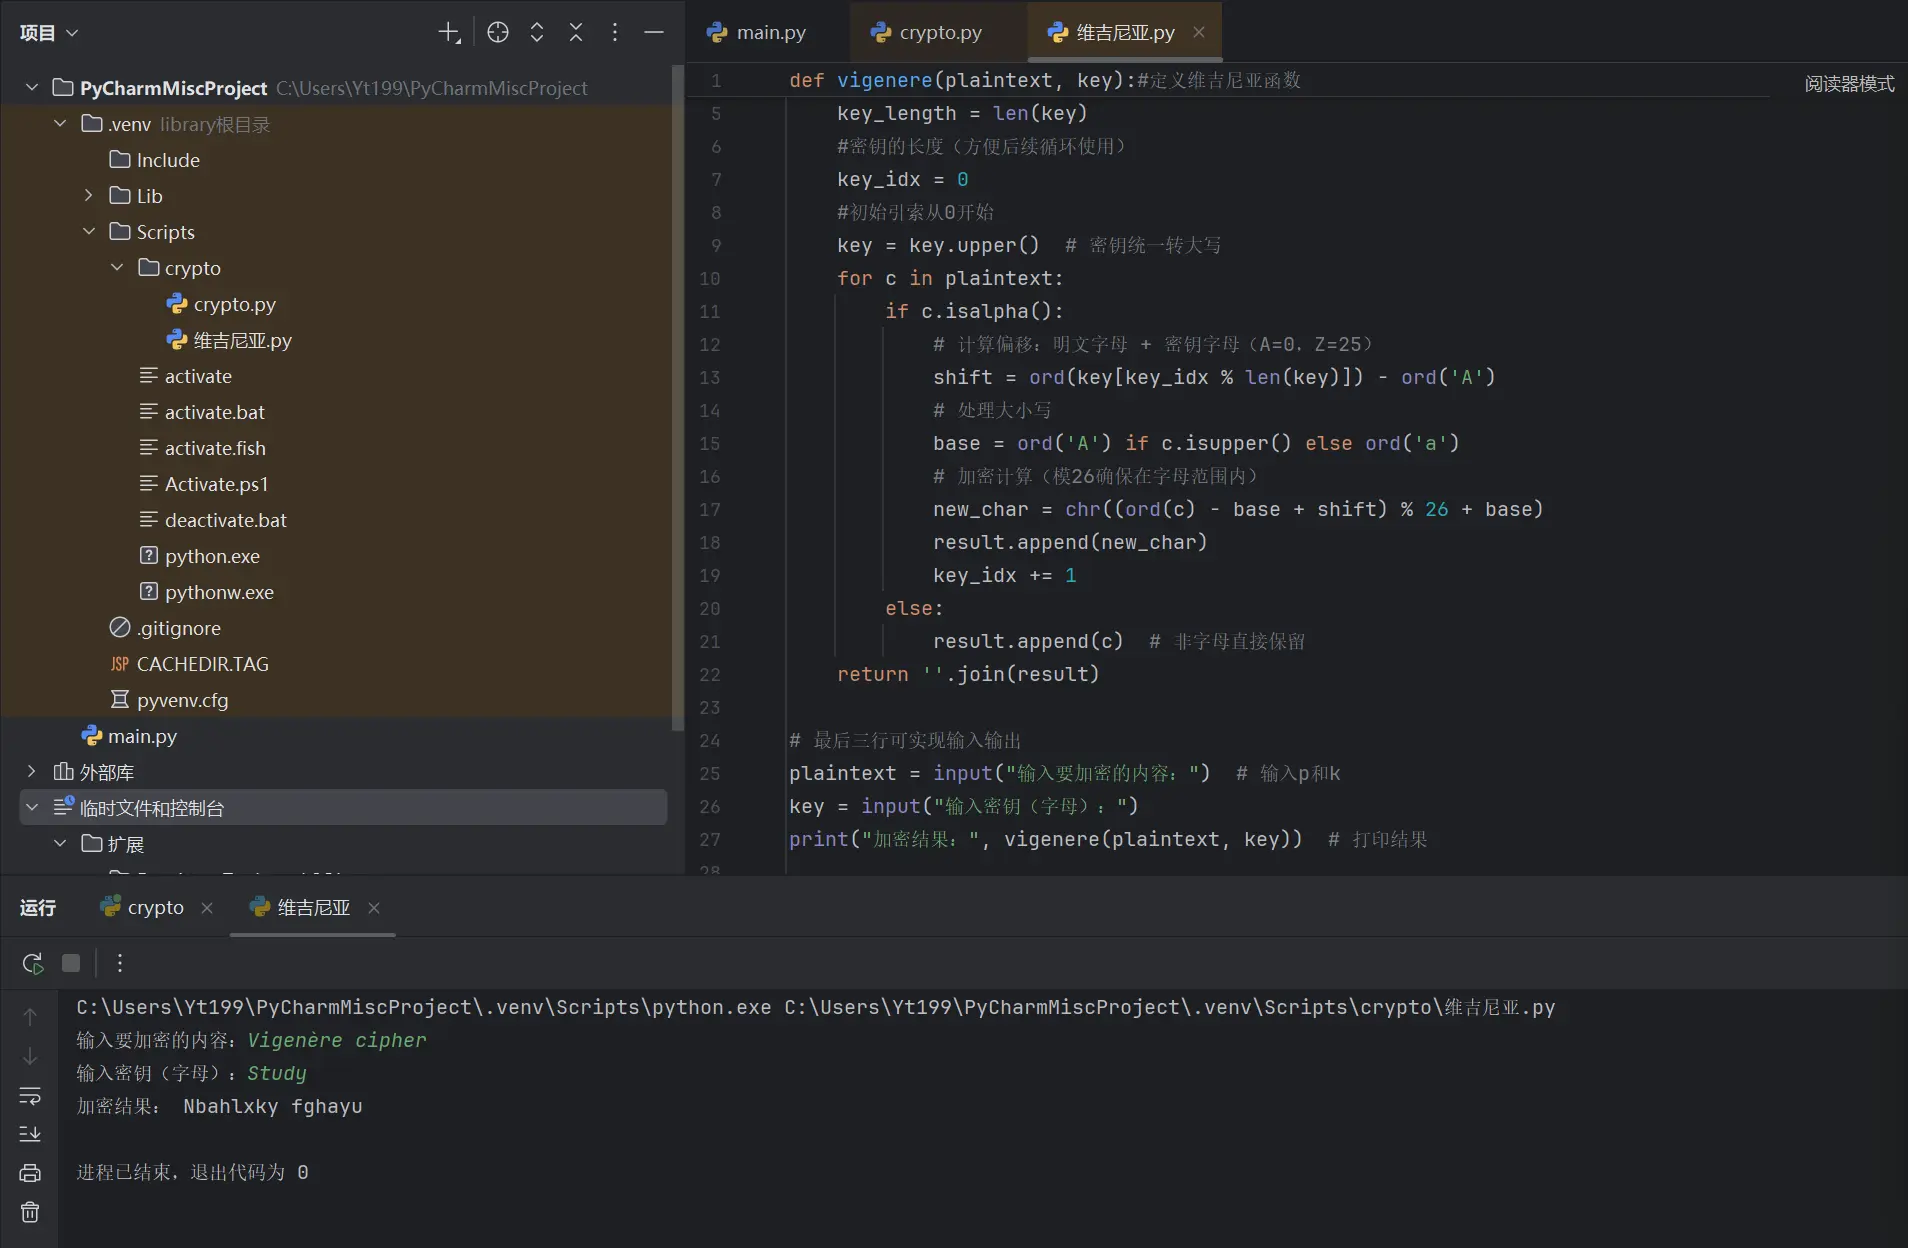 项目
PyCharmMiscProject C:\Users\Yt199\PyCharmMiscProject
.venv library根目录
Include
Lib
Scripts
crypto
crypto.py
维吉尼亚.py
activate
activate.bat
activate.fish
Activate.ps1
deactivate.bat
python.exe
pythonw.exe
.gitignore
JSP CACHEDIR.TAG
pyvenv.cfg
main.py
外部库
临时文件和控制台
扩展
main.py crypto.py 维吉尼亚.py
阅读器模式
1 def vigenere(plaintext, key):#定义维吉尼亚函数
5 key_length = len(key)
6 #密钥的长度（方便后续循环使用）
7 key_idx = 0
8 #初始引索从0开始
9 key = key.upper()  # 密钥统一转大写
10 for c in plaintext:
11 if c.isalpha():
12 # 计算偏移：明文字母 + 密钥字母（A=0，Z=25）
13 shift = ord(key[key_idx % len(key)]) - ord('A')
14 # 处理大小写
15 base = ord('A') if c.isupper() else ord('a')
16 # 加密计算（模26确保在字母范围内）
17 new_char = chr((ord(c) - base + shift) % 26 + base)
18 result.append(new_char)
19 key_idx += 1
20 else:
21 result.append(c)  # 非字母直接保留
22 return ''.join(result)
23
24 # 最后三行可实现输入输出
25 plaintext = input("输入要加密的内容：")  # 输入p和k
26 key = input("输入密钥（字母）：")
27 print("加密结果：", vigenere(plaintext, key))  # 打印结果
28
运行 crypto 维吉尼亚
C:\Users\Yt199\PyCharmMiscProject\.venv\Scripts\python.exe C:\Users\Yt199\PyCharmMiscProject\.venv\Scripts\crypto\维吉尼亚.py
输入要加密的内容：Vigenère cipher
输入密钥（字母）：Study
加密结果： Nbahlxky fghayu
进程已结束，退出代码为 0